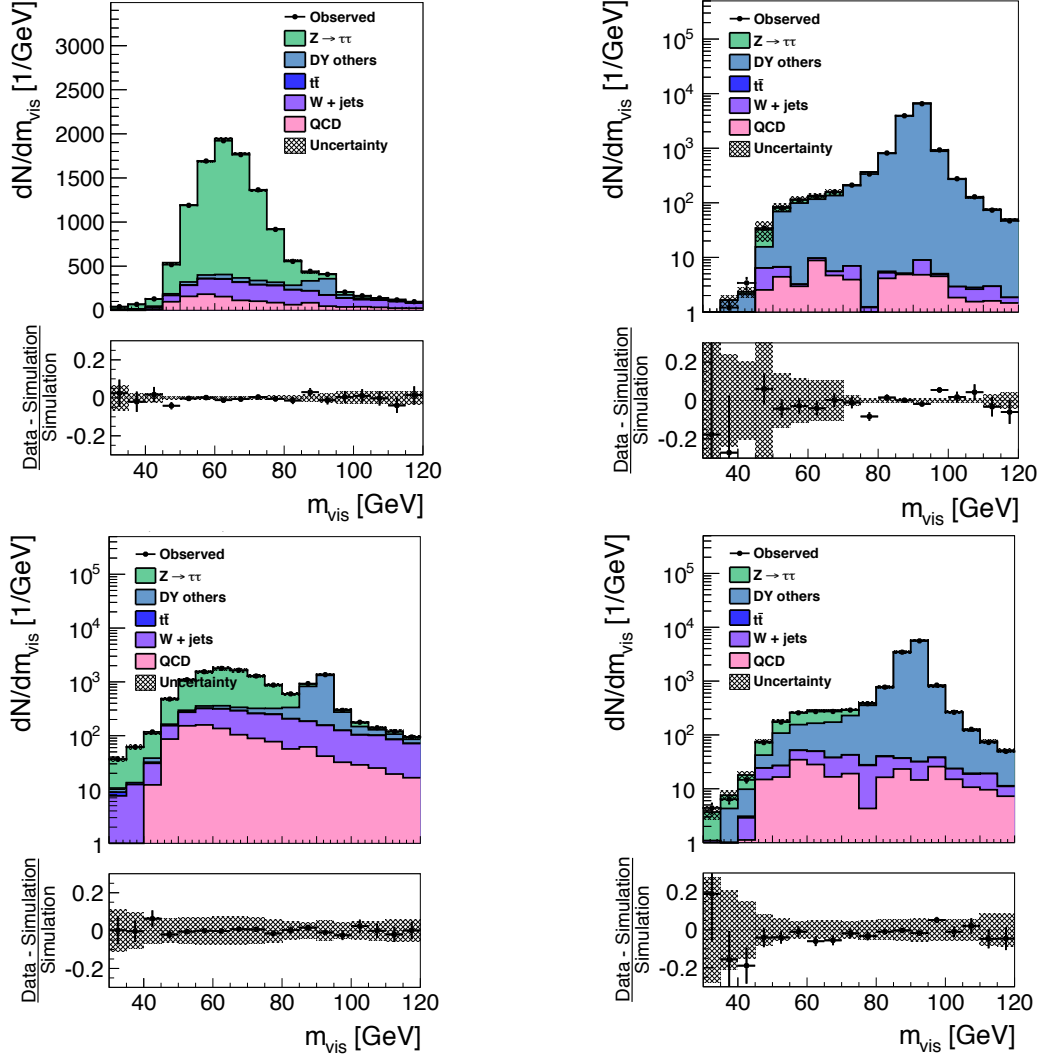 dN/dm_vis [1/GeV]
3500
3000
2500
2000
1500
1000
500
0
Observed
Z → ττ
DY others
tt̄
W + jets
QCD
Uncertainty
Data - Simulation
Simulation
0.2
0
-0.2
40 60 80 100 120
m_vis [GeV]
dN/dm_vis [1/GeV]
10^5
10^4
10^3
10^2
10
1
Observed
Z → ττ
DY others
tt̄
W + jets
QCD
Uncertainty
Data - Simulation
Simulation
0.2
0
-0.2
40 60 80 100 120
m_vis [GeV]
dN/dm_vis [1/GeV]
10^5
10^4
10^3
10^2
10
1
Observed
Z → ττ
DY others
tt̄
W + jets
QCD
Uncertainty
Data - Simulation
Simulation
0.2
0
-0.2
40 60 80 100 120
m_vis [GeV]
dN/dm_vis [1/GeV]
10^5
10^4
10^3
10^2
10
1
Observed
Z → ττ
DY others
tt̄
W + jets
QCD
Uncertainty
Data - Simulation
Simulation
0.2
0
-0.2
40 60 80 100 120
m_vis [GeV]